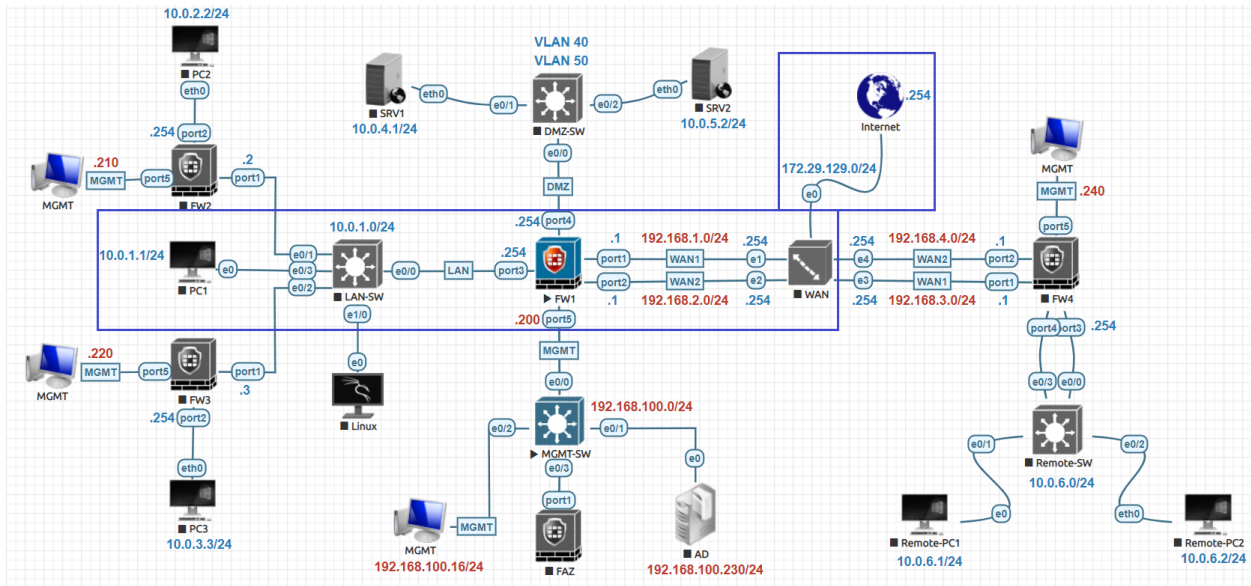 10.0.2.2/24
PC2
eth0
.254
port2
.210
MGMT
port5
.2
port1
MGMT
FW2
VLAN 40
VLAN 50
SRV1
eth0
e0/1
10.0.4.1/24
DMZ-SW
e0/2
eth0
SRV2
10.0.5.2/24
e0/0
DMZ
.254
port4
.254
Internet
172.29.129.0/24
e0
MGMT
MGMT
.240
port5
10.0.1.0/24
10.0.1.1/24
PC1
e0
e0/1
e0/3
e0/2
e0/0
LAN
LAN-SW
e1/0
.254
port3
FW1
.1
port1
192.168.1.0/24
WAN1
.254
e1
port2
.1
WAN2
192.168.2.0/24
e2
.254
WAN
.254
e4
192.168.4.0/24
WAN2
.1
port2
e3
.254
WAN1
192.168.3.0/24
port1
.1
FW4
port4
port3
.254
.200
port5
MGMT
e0/0
.220
MGMT
port5
port1
.3
MGMT
FW3
.254
port2
eth0
PC3
10.0.3.3/24
e0
Linux
192.168.100.0/24
e0/2
e0/1
MGMT-SW
e0/3
e0
port1
MGMT
MGMT
192.168.100.16/24
FAZ
AD
192.168.100.230/24
e0/3
e0/0
e0/1
e0/2
Remote-SW
10.0.6.0/24
e0
Remote-PC1
10.0.6.1/24
eth0
Remote-PC2
10.0.6.2/24